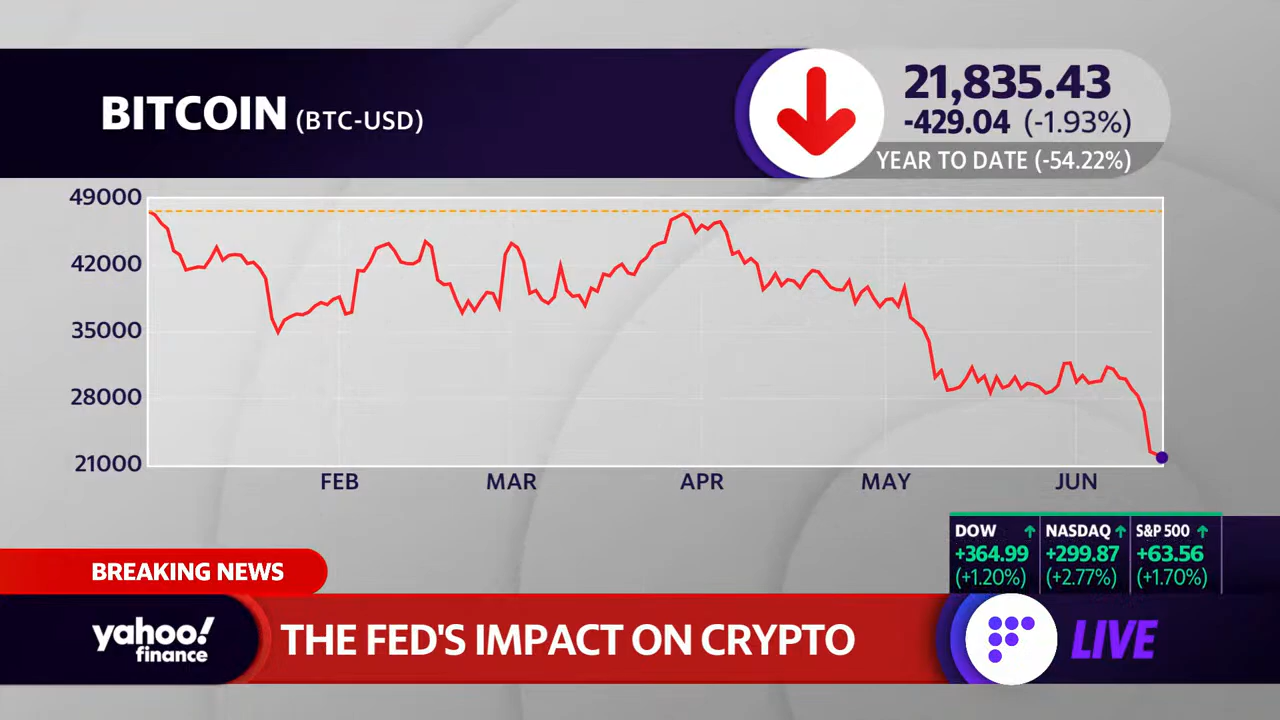 BITCOIN (BTC-USD)
21,835.43
-429.04 (-1.93%)
YEAR TO DATE (-54.22%)
49000
42000
35000
28000
21000
FEB MAR APR MAY JUN
DOW NASDAQ S&P 500
+364.99 +299.87 +63.56
(+1.20%) (+2.77%) (+1.70%)
BREAKING NEWS
yahoo!
finance
THE FED'S IMPACT ON CRYPTO
LIVE